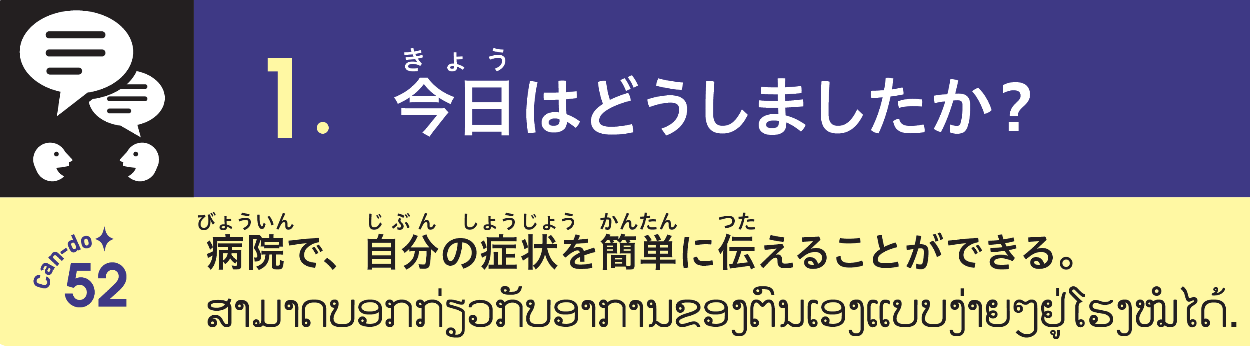 きょう
1. 今日はどうしましたか？
can-do
52
びょういん じぶん しょうじょう かんたん つた
病院で、自分の症状を簡単に伝えることができる。
ສາມາດບອກກ່ຽວກັບອາການຂອງຕົນເອງແບບງ່າຍໆຢູ່ໂຮງໝໍໄດ້.